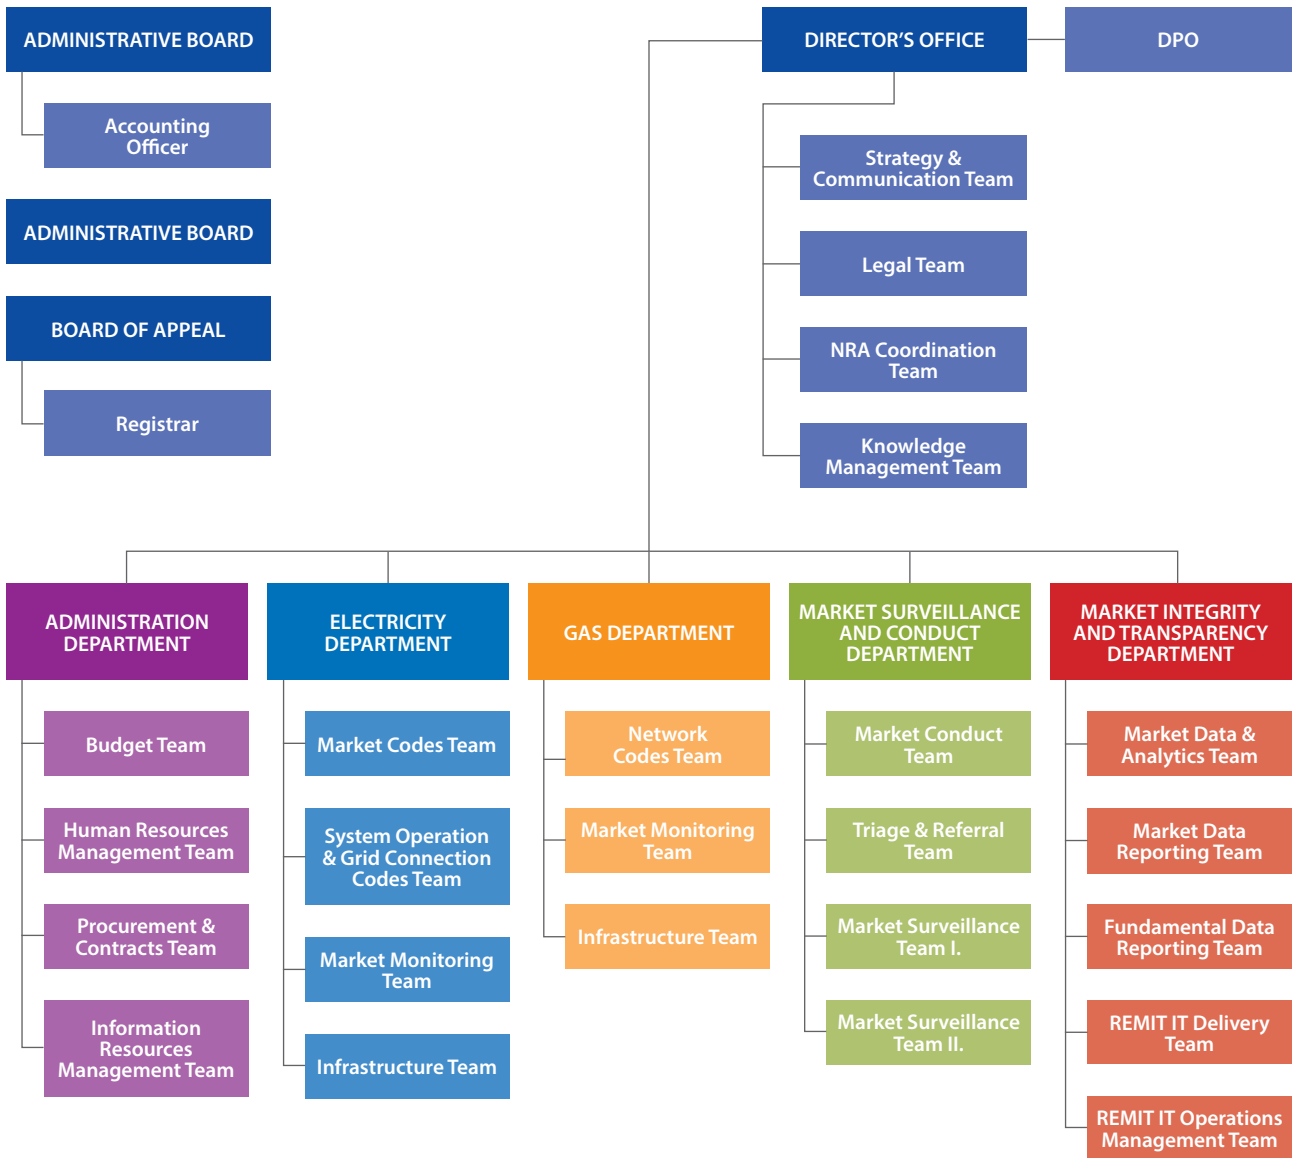 ADMINISTRATIVE BOARD
Accounting
Officer
ADMINISTRATIVE BOARD
BOARD OF APPEAL
Registrar
DIRECTOR'S OFFICE
DPO
Strategy &
Communication Team
Legal Team
NRA Coordination
Team
Knowledge
Management Team
ADMINISTRATION
DEPARTMENT
Budget Team
Human Resources
Management Team
Procurement &
Contracts Team
Information
Resources
Management Team
ELECTRICITY
DEPARTMENT
Market Codes Team
System Operation
& Grid Connection
Codes Team
Market Monitoring
Team
Infrastructure Team
GAS DEPARTMENT
Network
Codes Team
Market Monitoring
Team
Infrastructure Team
MARKET SURVEILLANCE
AND CONDUCT
DEPARTMENT
Market Conduct
Team
Triage & Referral
Team
Market Surveillance
Team I.
Market Surveillance
Team II.
MARKET INTEGRITY
AND TRANSPARENCY
DEPARTMENT
Market Data &
Analytics Team
Market Data
Reporting Team
Fundamental Data
Reporting Team
REMIT IT Delivery
Team
REMIT IT Operations
Management Team